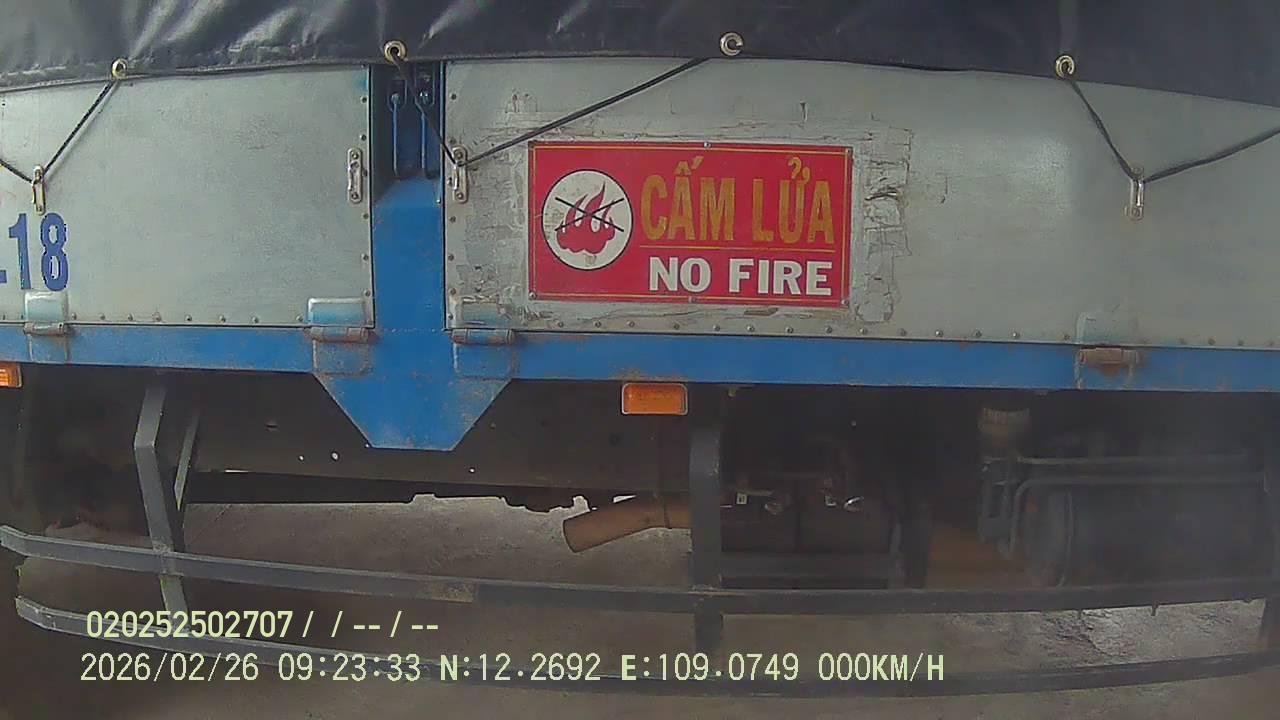 -18
CẤM LỬA
NO FIRE
020252502707 / / -- / --
2026/02/26 09:23:33 N:12.2692 E:109.0749 000KM/H